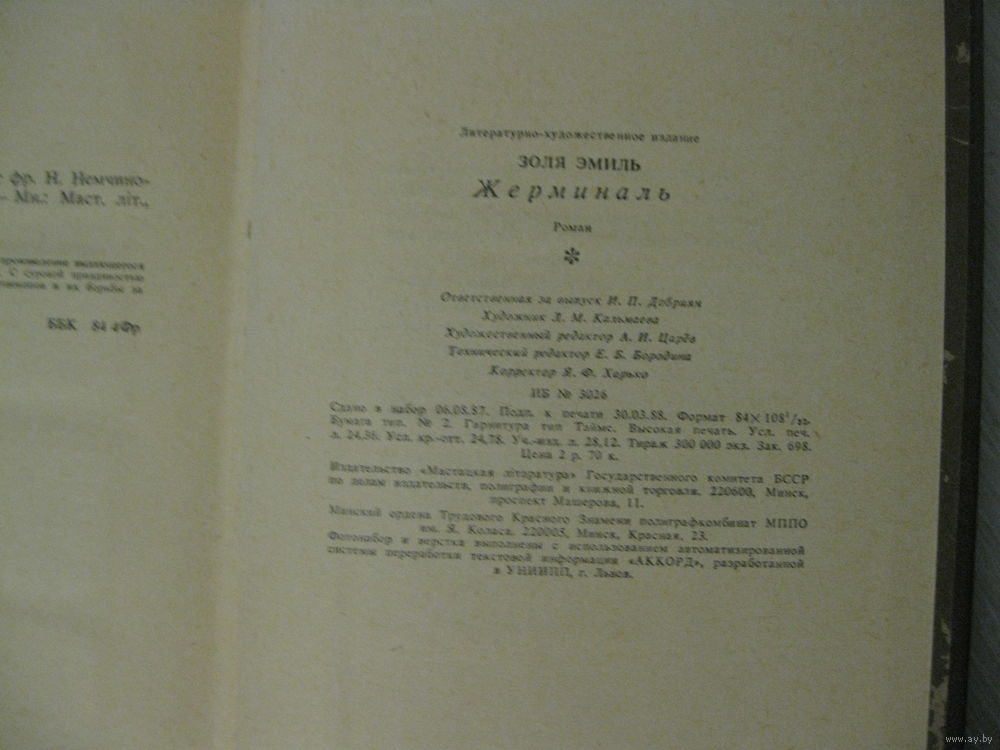 фр. Н. Немчино-
– Мн.: Маст. літ.,
произведение выдающегося
С суровой правдивостью
в их борьбе за
ББК 84.4Фр
Литературно-художественное издание
ЗОЛЯ ЭМИЛЬ
Жерминаль
Роман
Ответственная за выпуск И. П. Добриян
Художник Л. М. Кальмаева
Художественный редактор А. И. Царёв
Технический редактор Е. Б. Бородина
Корректор Я. Ф. Харько
ИБ № 3026
Сдано в набор 06.08.87. Подп. к печати 30.03.88. Формат 84×108¹/₃₂.
Бумага тип. № 2. Гарнитура тип Таймс. Высокая печать. Усл. печ.
л. 24,36. Усл. кр.-отт. 24,78. Уч.-изд. л. 28,12. Тираж 300 000 экз. Зак. 698.
Цена 2 р. 70 к.
Издательство «Мастацкая літаратура» Государственного комитета БССР
по делам издательств, полиграфии и книжной торговли. 220600, Минск,
проспект Машерова, 11.
Минский ордена Трудового Красного Знамени полиграфкомбинат МППО
им. Я. Коласа. 220005, Минск, Красная, 23.
Фотонабор и верстка выполнены с использованием автоматизированной
системы переработки текстовой информации «АККОРД», разработанной
в УНИИПП, г. Львов.
www.ay.by